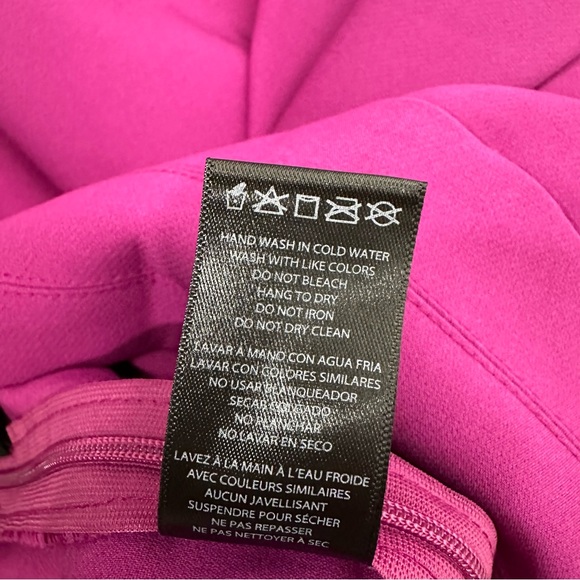 HAND WASH IN COLD WATER
WASH WITH LIKE COLORS
DO NOT BLEACH
HANG TO DRY
DO NOT IRON
DO NOT DRY CLEAN
LAVAR A MANO CON AGUA FRIA
LAVAR CON COLORES SIMILARES
NO USAR BLANQUEADOR
SECAR COLGADO
NO PLANCHAR
NO LAVAR EN SECO
LAVEZ À LA MAIN À L'EAU FROIDE
AVEC COULEURS SIMILAIRES
AUCUN JAVELLISANT
SUSPENDRE POUR SÉCHER
NE PAS REPASSER
NE PAS NETTOYER À SEC